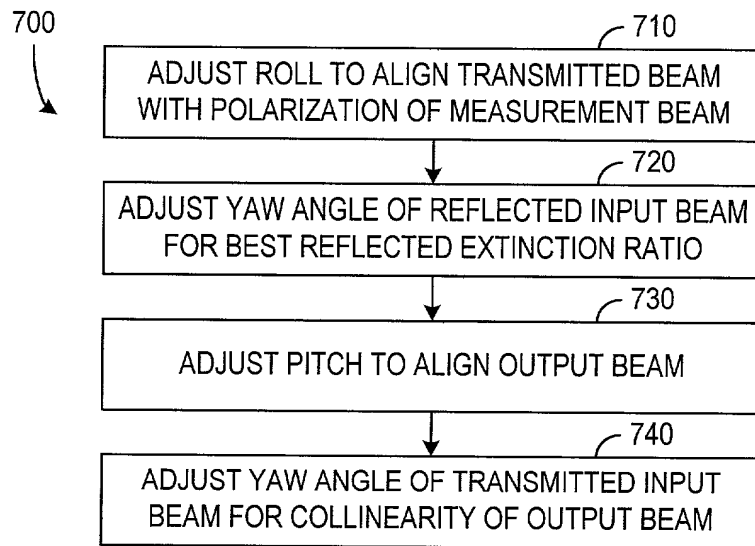 700
710
ADJUST ROLL TO ALIGN TRANSMITTED BEAM
WITH POLARIZATION OF MEASUREMENT BEAM
720
ADJUST YAW ANGLE OF REFLECTED INPUT BEAM
FOR BEST REFLECTED EXTINCTION RATIO
730
ADJUST PITCH TO ALIGN OUTPUT BEAM
740
ADJUST YAW ANGLE OF TRANSMITTED INPUT
BEAM FOR COLLINEARITY OF OUTPUT BEAM